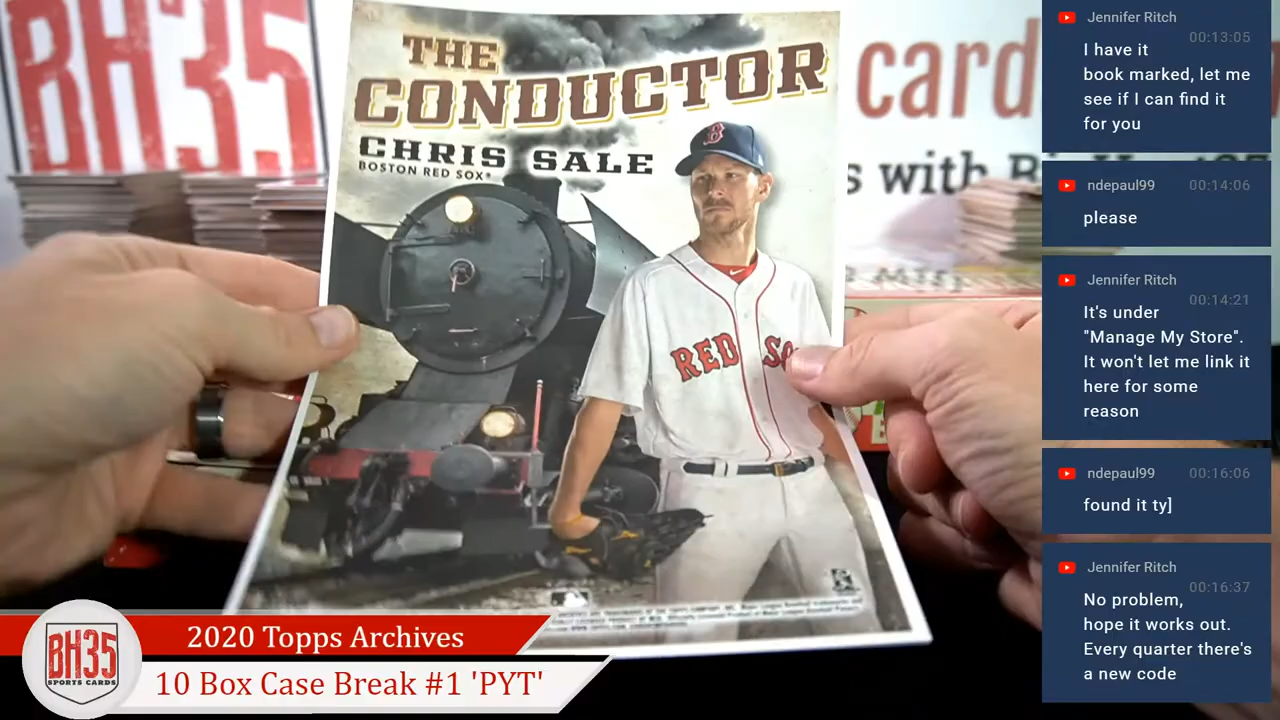 BH35
card
s with B
THE
CONDUCTOR
CHRIS SALE
BOSTON RED SOX
B
RED SO
BH35
SPORTS CARDS
2020 Topps Archives
10 Box Case Break #1 'PYT'
Jennifer Ritch
00:13:05
I have it
book marked, let me
see if I can find it
for you
ndepaul99
00:14:06
please
Jennifer Ritch
00:14:21
It's under
"Manage My Store".
It won't let me link it
here for some
reason
ndepaul99
00:16:06
found it ty]
Jennifer Ritch
00:16:37
No problem,
hope it works out.
Every quarter there's
a new code